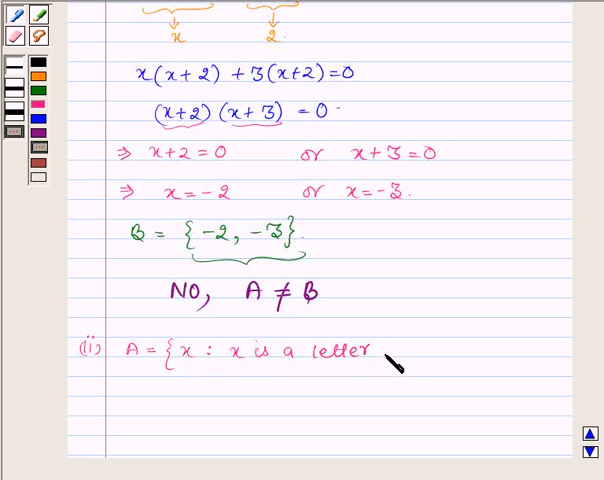 x 2.
x(x+2) + 3(x+2)=0
(x+2) (x+3) = 0.
⇒ x+2=0 or x+3=0
⇒ x=-2 or x=-3.
B = {-2, -3}.
NO, A ≠ B
(ii) A = {x : x is a letter